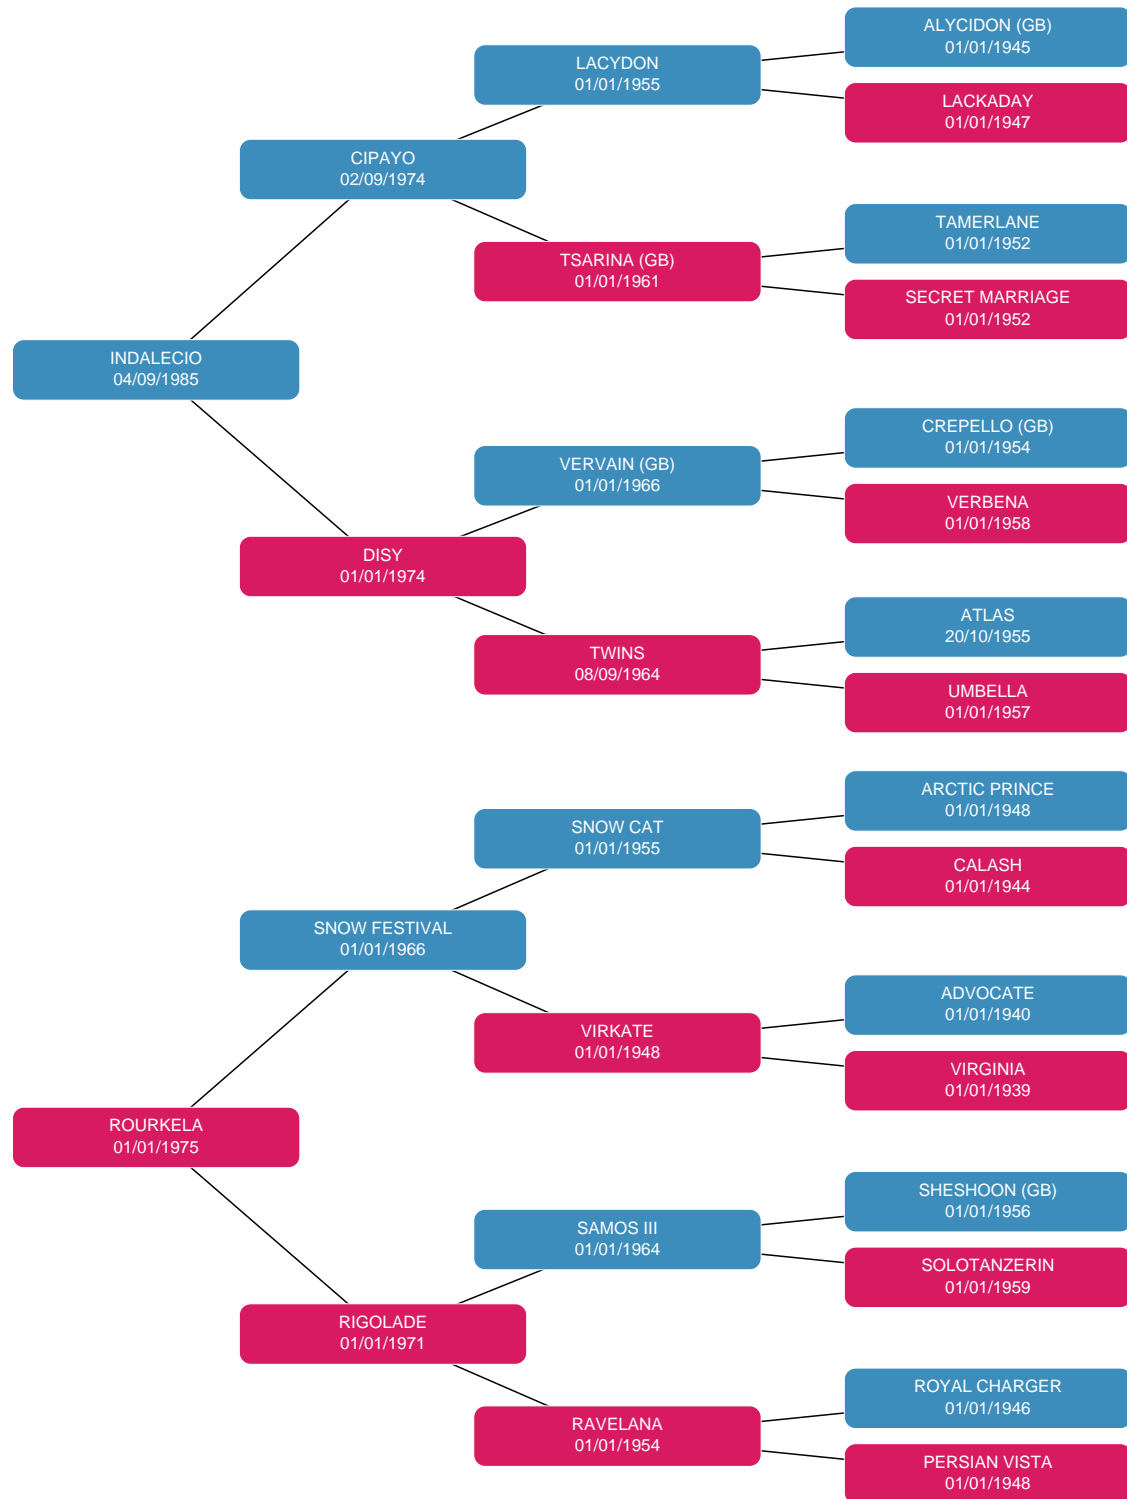 ALYCIDON (GB)
01/01/1945
LACYDON
01/01/1955
LACKADAY
01/01/1947
CIPAYO
02/09/1974
TAMERLANE
01/01/1952
TSARINA (GB)
01/01/1961
SECRET MARRIAGE
01/01/1952
INDALECIO
04/09/1985
CREPELLO (GB)
01/01/1954
VERVAIN (GB)
01/01/1966
VERBENA
01/01/1958
DISY
01/01/1974
ATLAS
20/10/1955
TWINS
08/09/1964
UMBELLA
01/01/1957
ARCTIC PRINCE
01/01/1948
SNOW CAT
01/01/1955
CALASH
01/01/1944
SNOW FESTIVAL
01/01/1966
ADVOCATE
01/01/1940
VIRKATE
01/01/1948
VIRGINIA
01/01/1939
ROURKELA
01/01/1975
SHESHOON (GB)
01/01/1956
SAMOS III
01/01/1964
SOLOTANZERIN
01/01/1959
RIGOLADE
01/01/1971
ROYAL CHARGER
01/01/1946
RAVELANA
01/01/1954
PERSIAN VISTA
01/01/1948